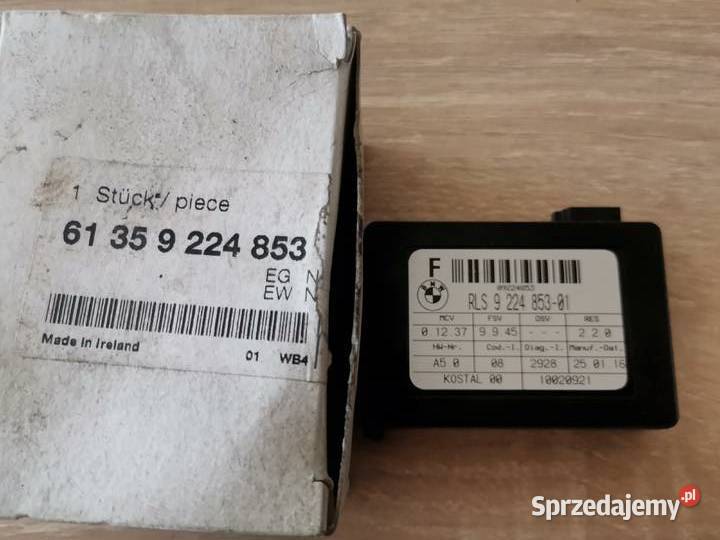 1 Stück / piece
61 35 9 224 853
EG N
EW N
Made in Ireland
01 WB4
F
09224853
BMW
RLS 9 224 853-01
MCV FSV OSV RES
0 12.37 9 9 45 - - - 2 2 0
HW-Nr. Cod.-I. Diag.-I. Manuf.-Dat.
A5 0 08 2928 25 01 16
KOSTAL 00 10020921
Sprzedajemy.pl